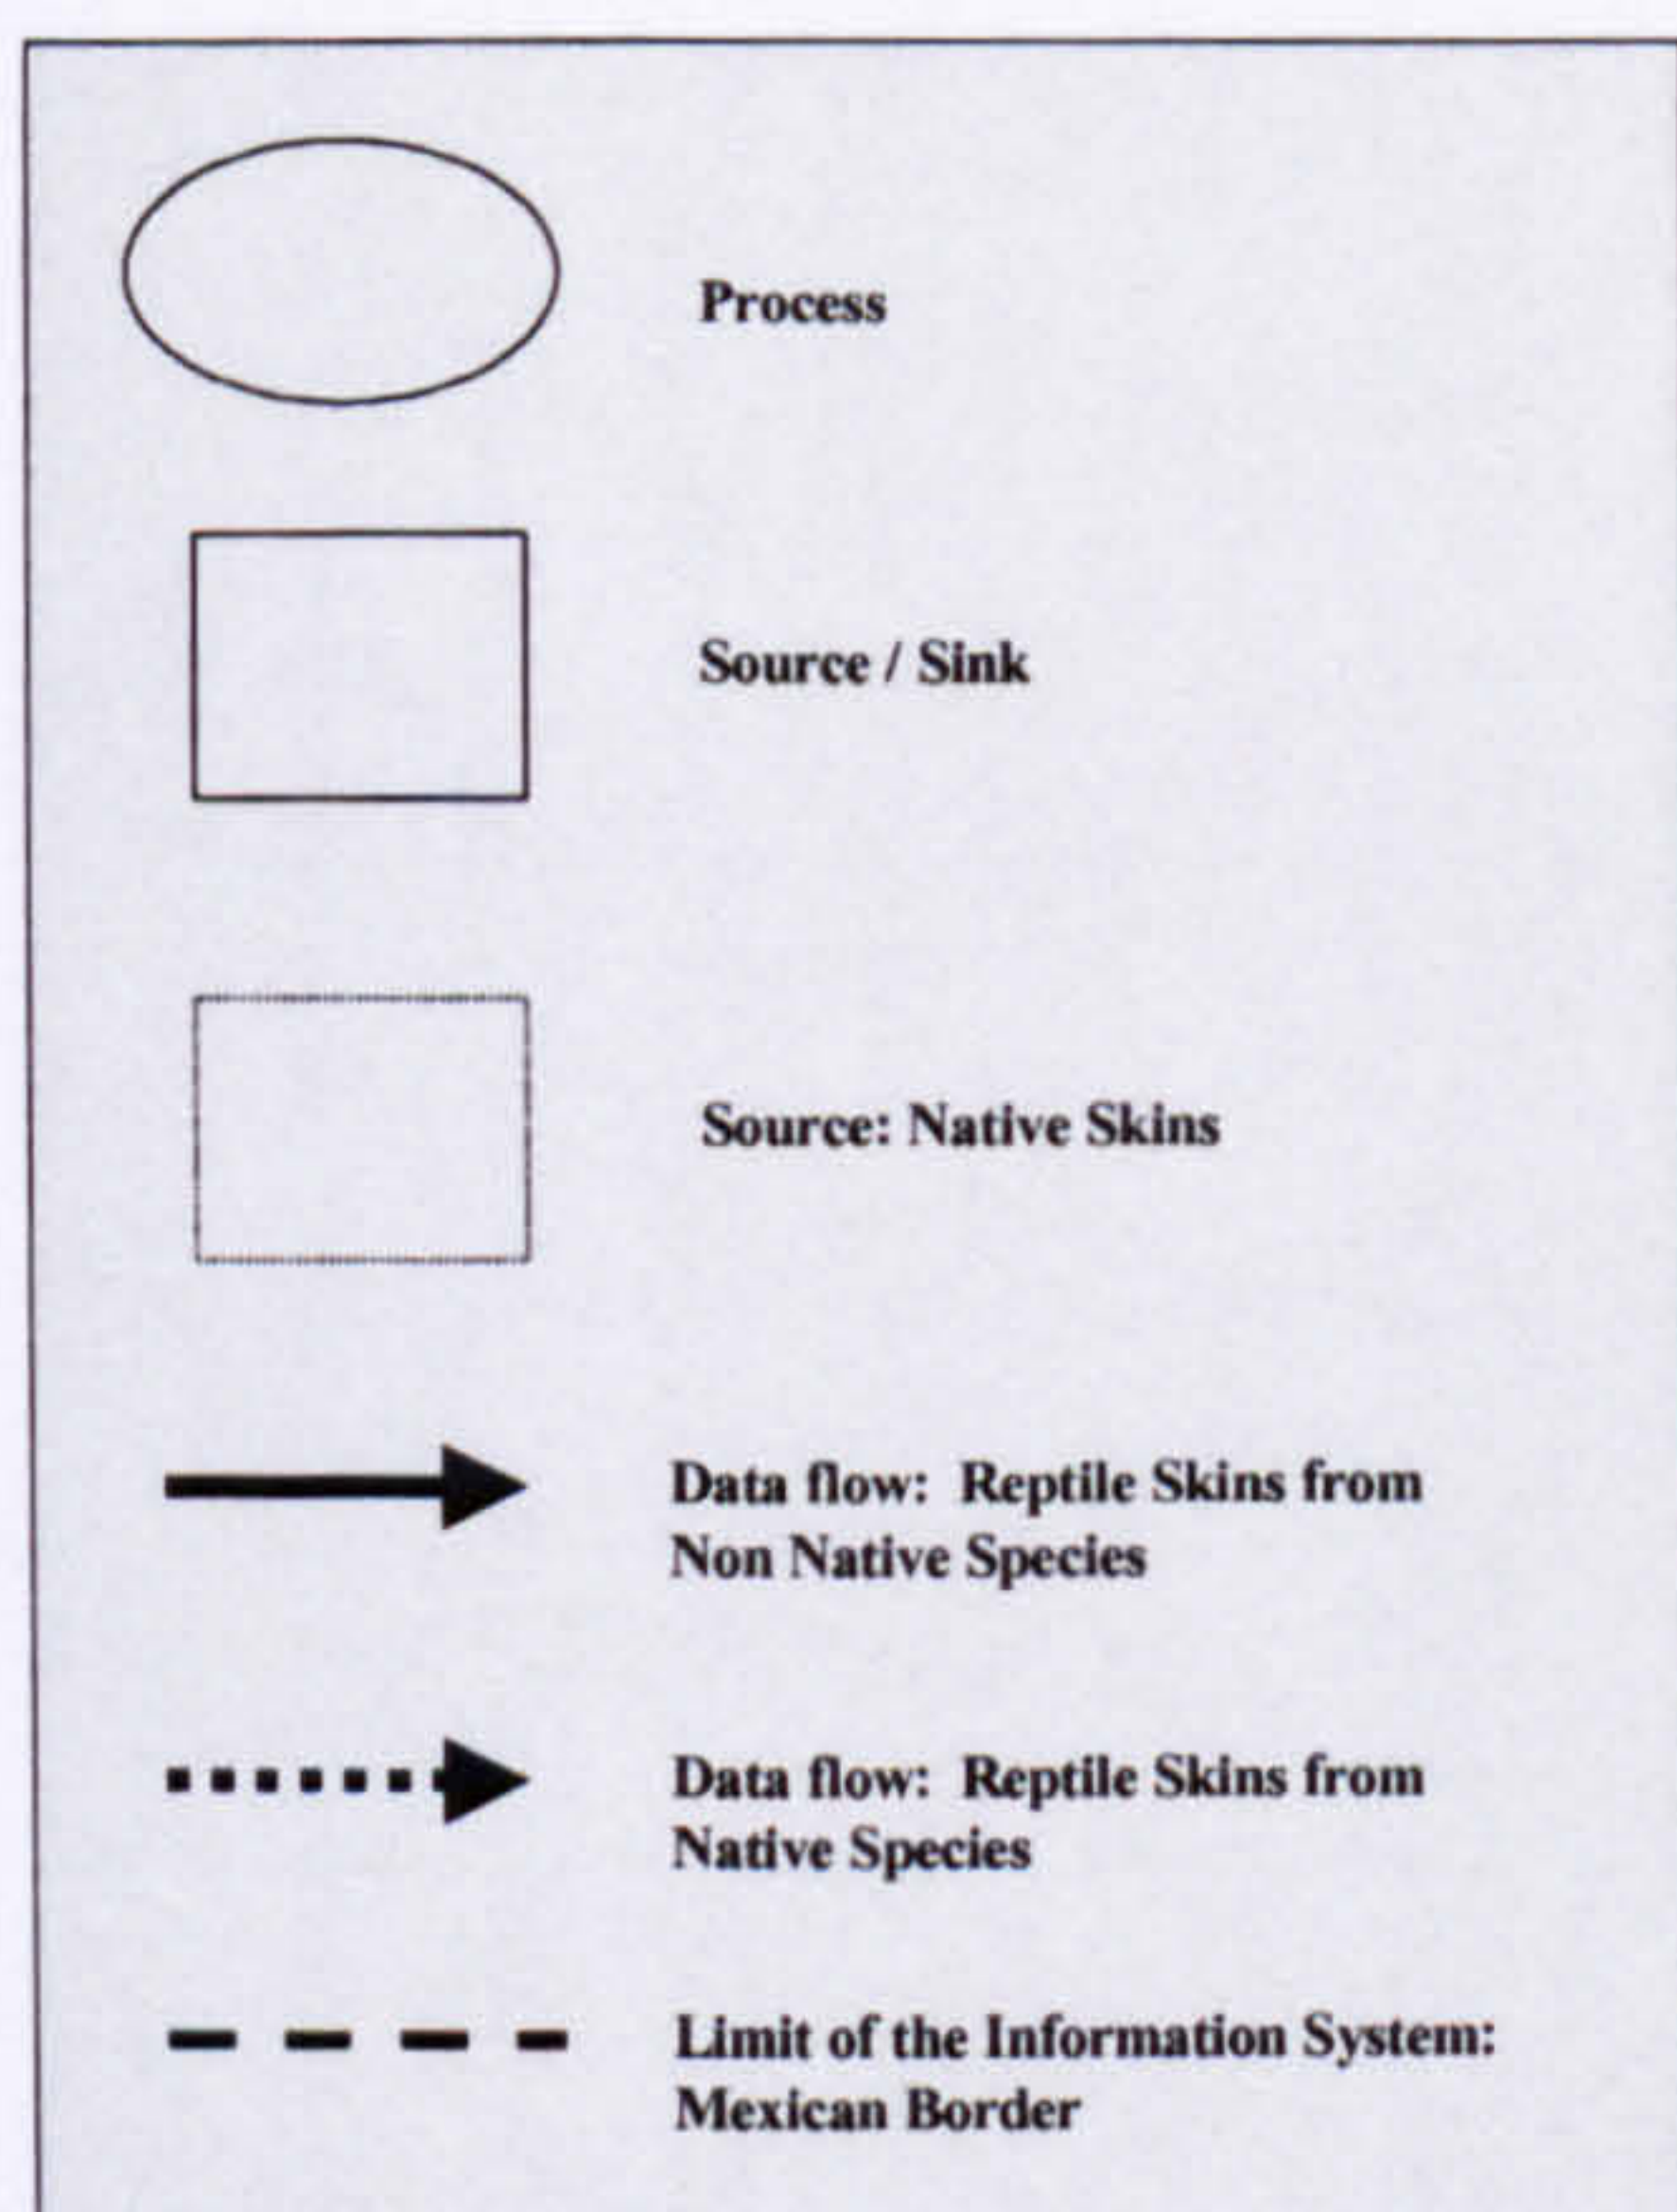 Process
Source / Sink
Source: Native Skins
Data flow:  Reptile Skins from
Non Native Species
Data flow:  Reptile Skins from
Native Species
Limit of the Information System:
Mexican Border